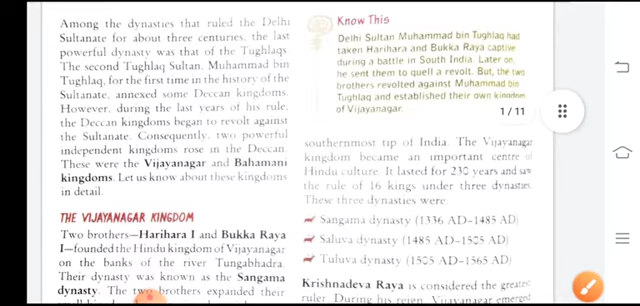 Among the dynasties that ruled the Delhi
Sultanate for about three centuries, the last
powerful dynasty was that of the Tughlaqs.
The second Tughlaq Sultan, Muhammad bin
Tughlaq, for the first time in the history of the
Sultanate, annexed some Deccan kingdoms.
However, during the last years of his rule,
the Deccan kingdoms began to revolt against
the Sultanate. Consequently, two powerful
independent kingdoms rose in the Deccan.
These were the Vijayanagar and Bahamani
kingdoms. Let us know about these kingdoms
in detail.
THE VIJAYANAGAR KINGDOM
Two brothers—Harihara I and Bukka Raya
I—founded the Hindu kingdom of Vijayanagar
on the banks of the river Tungabhadra.
Their dynasty was known as the Sangama
dynasty. The two brothers expanded their
Know This
Delhi Sultan Muhammad bin Tughlaq had
taken Harihara and Bukka Raya captive
during a battle in South India. Later on,
he sent them to quell a revolt. But, the two
brothers revolted against Muhammad bin
Tughlaq and established their own kingdom
of Vijayanagar.
1 / 11
southernmost tip of India. The Vijayanagar
kingdom became an important centre of
Hindu culture. It lasted for 230 years and saw
the rule of 16 kings under three dynasties.
These three dynasties were:
Sangama dynasty (1336 AD–1485 AD)
Saluva dynasty (1485 AD–1505 AD)
Tuluva dynasty (1505 AD–1565 AD)
Krishnadeva Raya is considered the greatest
ruler. During his reign, Vijayanagar emerged